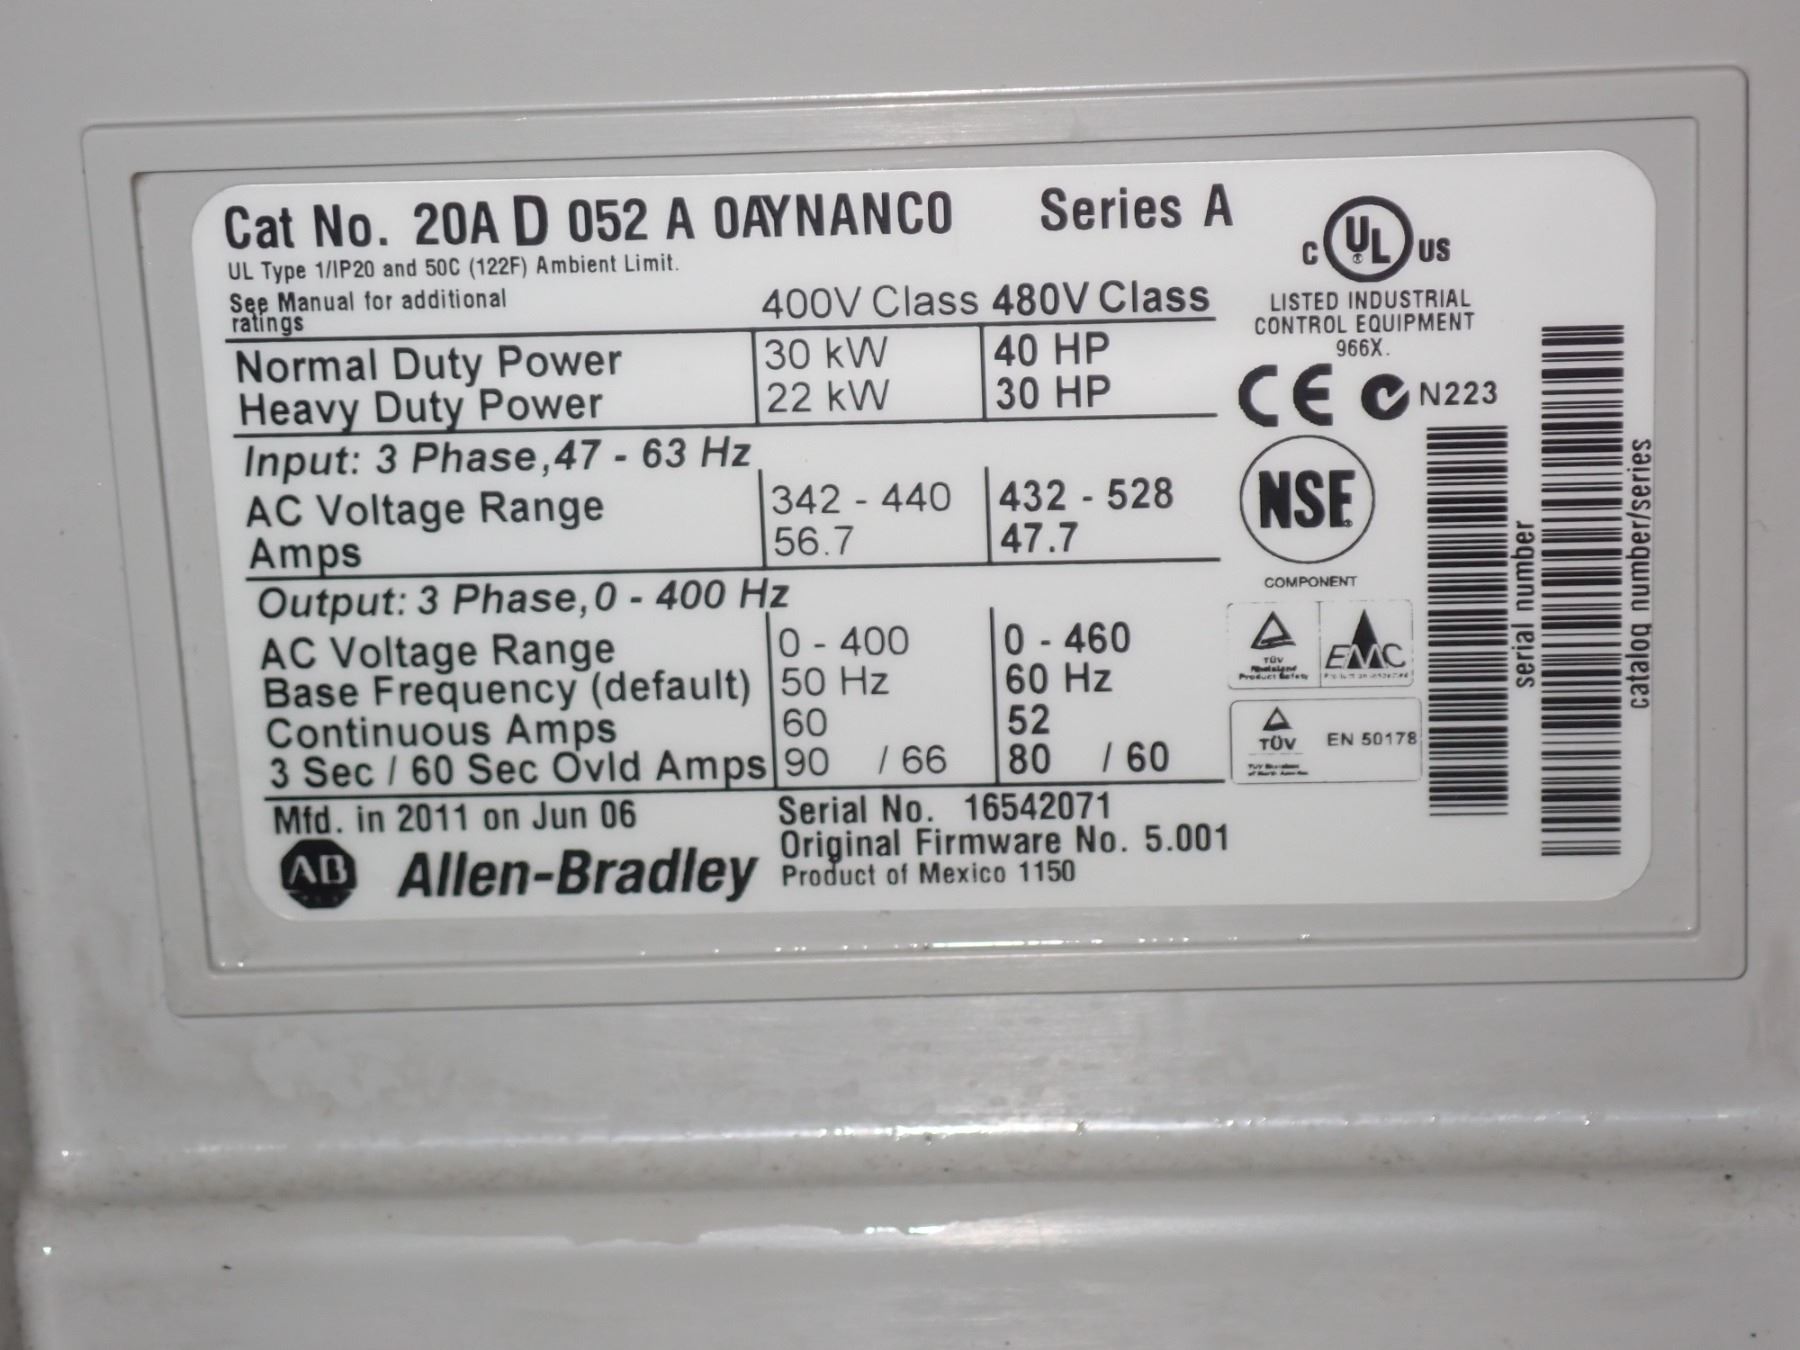 Cat No. 20A D 052 A 0AYNANC0 Series A
UL Type 1/IP20 and 50C (122F) Ambient Limit.
See Manual for additional
ratings
400V Class 480V Class
Normal Duty Power 30 kW 40 HP
Heavy Duty Power 22 kW 30 HP
Input: 3 Phase,47 - 63 Hz
AC Voltage Range 342 - 440 432 - 528
Amps 56.7 47.7
Output: 3 Phase,0 - 400 Hz
AC Voltage Range 0 - 400 0 - 460
Base Frequency (default) 50 Hz 60 Hz
Continuous Amps 60 52
3 Sec / 60 Sec Ovld Amps 90 / 66 80 / 60
Mfd. in 2011 on Jun 06
Serial No. 16542071
Original Firmware No. 5.001
Product of Mexico 1150
AB Allen-Bradley
C UL ® US
LISTED INDUSTRIAL
CONTROL EQUIPMENT
966X.
CE N223
NSF®
COMPONENT
TÜV
Product Safety
EMC
TÜV
EN 50178
serial number
catalog number/series